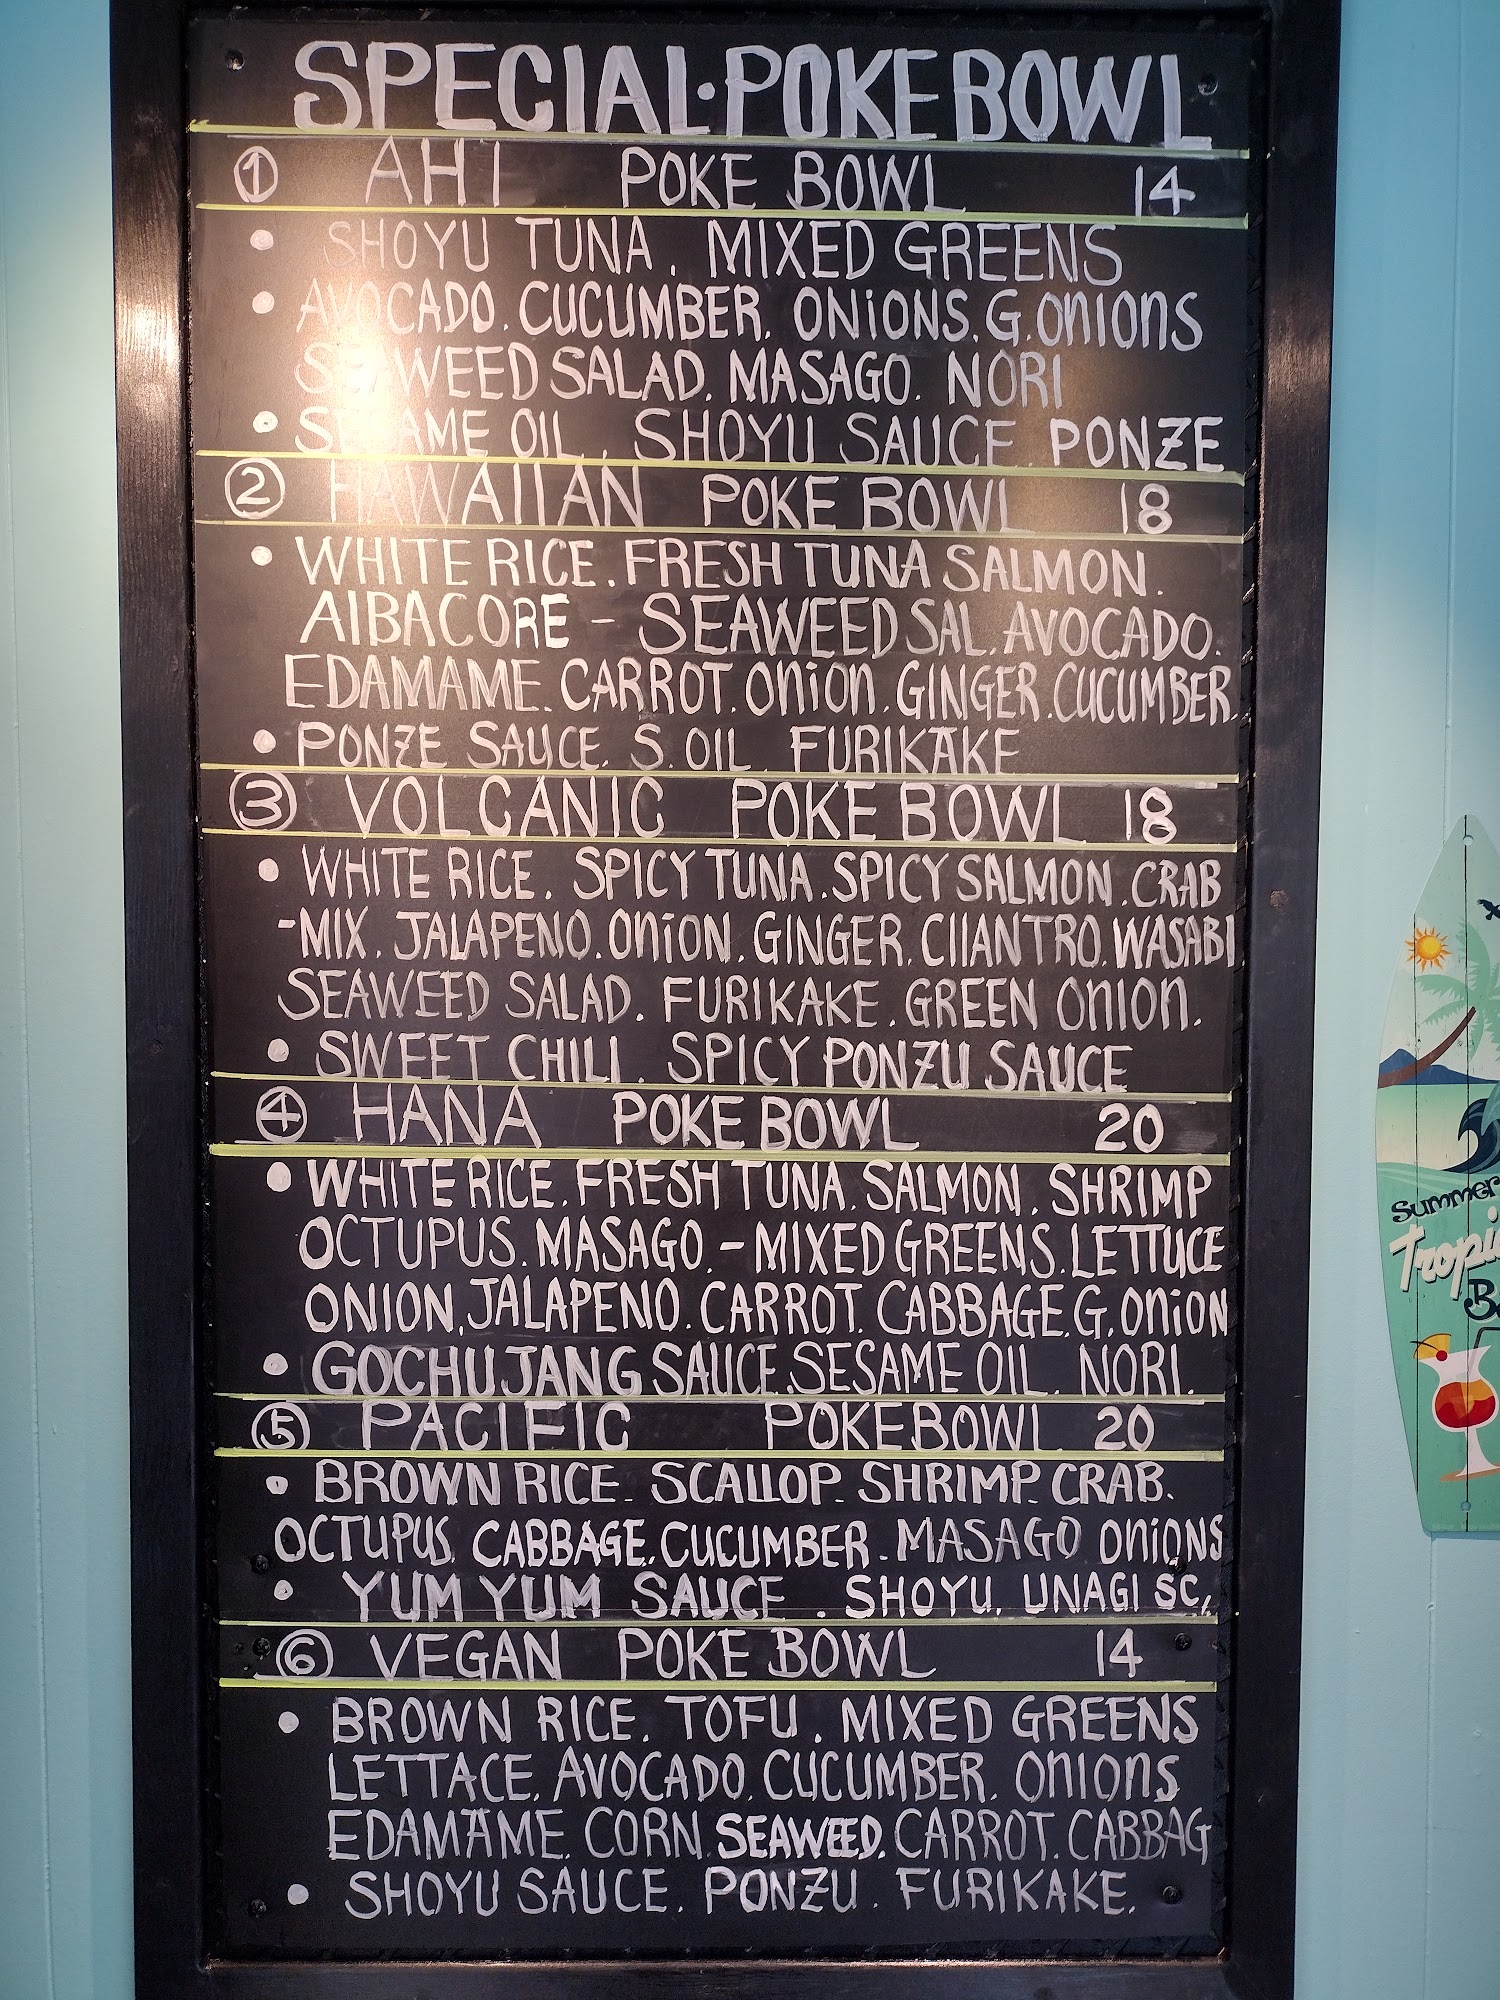 SPECIAL·POKE BOWL
① AHI POKE BOWL 14
• SHOYU TUNA. MIXED GREENS
• AVOCADO. CUCUMBER. ONIONS. G. ONIONS
SEAWEED SALAD. MASAGO. NORI
• SESAME OIL. SHOYU SAUCE. PONZE
② HAWAIIAN POKE BOWL 18
• WHITE RICE. FRESH TUNA SALMON.
AlBACORE - SEAWEED SAL. AVOCADO.
EDAMAME. CARROT. ONION. GINGER. CUCUMBER.
• PONZE SAUCE. S. OIL. FURIKAKE
③ VOLCANIC POKE BOWL 18
• WHITE RICE. SPICY TUNA. SPICY SALMON. CRAB
-MIX. JALAPENO. ONION. GINGER. CIlANTRO. WASABI.
SEAWEED SALAD. FURIKAKE. GREEN ONION.
• SWEET CHILI. SPICY PONZU SAUCE
④ HANA POKE BOWL 20
• WHITE RICE. FRESH TUNA. SALMON. SHRIMP
OCTUPUS. MASAGO. - MIXED GREENS. LETTUCE
ONION. JALAPENO. CARROT. CABBAGE. G. ONION
• GOCHUJANG SAUCE. SESAME OIL. NORI.
⑤ PACIFIC POKE BOWL 20
• BROWN RICE. SCALLOP. SHRIMP. CRAB.
OCTUPUS. CABBAGE. CUCUMBER. MASAGO ONIONS
• YUM YUM SAUCE. SHOYU. UNAGI SC,
⑥ VEGAN POKE BOWL 14
• BROWN RICE. TOFU. MIXED GREENS
LETTACE. AVOCADO. CUCUMBER. ONIONS
EDAMAME. CORN. SEAWEED. CARROT. CABBAG
• SHOYU SAUCE. PONZU. FURIKAKE.
Summer